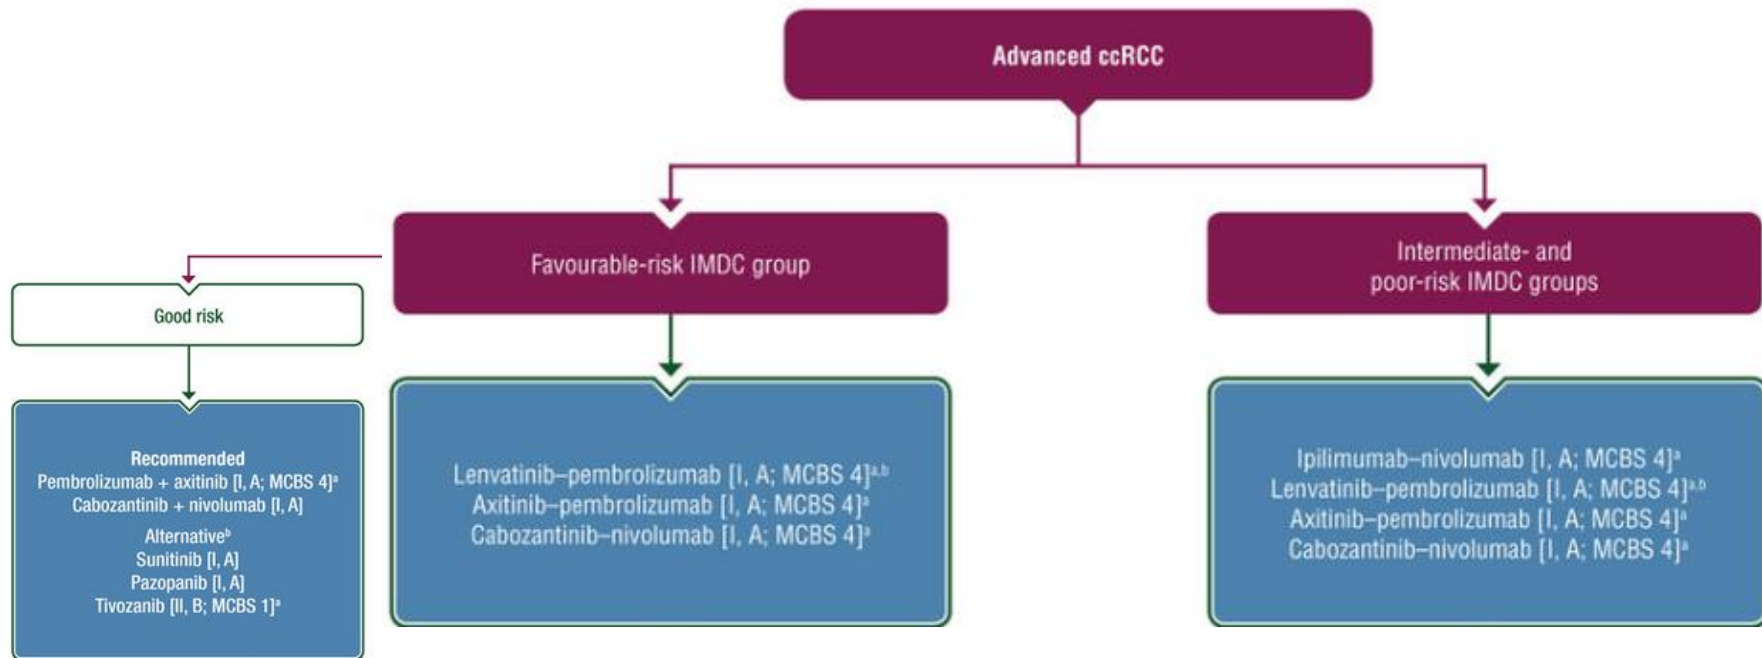 Advanced ccRCC
Favourable-risk IMDC group
Intermediate- and
poor-risk IMDC groups
Good risk
Recommended
Pembrolizumab + axitinib [I, A; MCBS 4]ᵃ
Cabozantinib + nivolumab [I, A]
Alternativeᵇ
Sunitinib [I, A]
Pazopanib [I, A]
Tivozanib [II, B; MCBS 1]ᵃ
Lenvatinib–pembrolizumab [I, A; MCBS 4]ᵃ,ᵇ
Axitinib–pembrolizumab [I, A; MCBS 4]ᵃ
Cabozantinib–nivolumab [I, A; MCBS 4]ᵃ
Ipilimumab–nivolumab [I, A; MCBS 4]ᵃ
Lenvatinib–pembrolizumab [I, A; MCBS 4]ᵃ,ᵇ
Axitinib–pembrolizumab [I, A; MCBS 4]ᵃ
Cabozantinib–nivolumab [I, A; MCBS 4]ᵃ